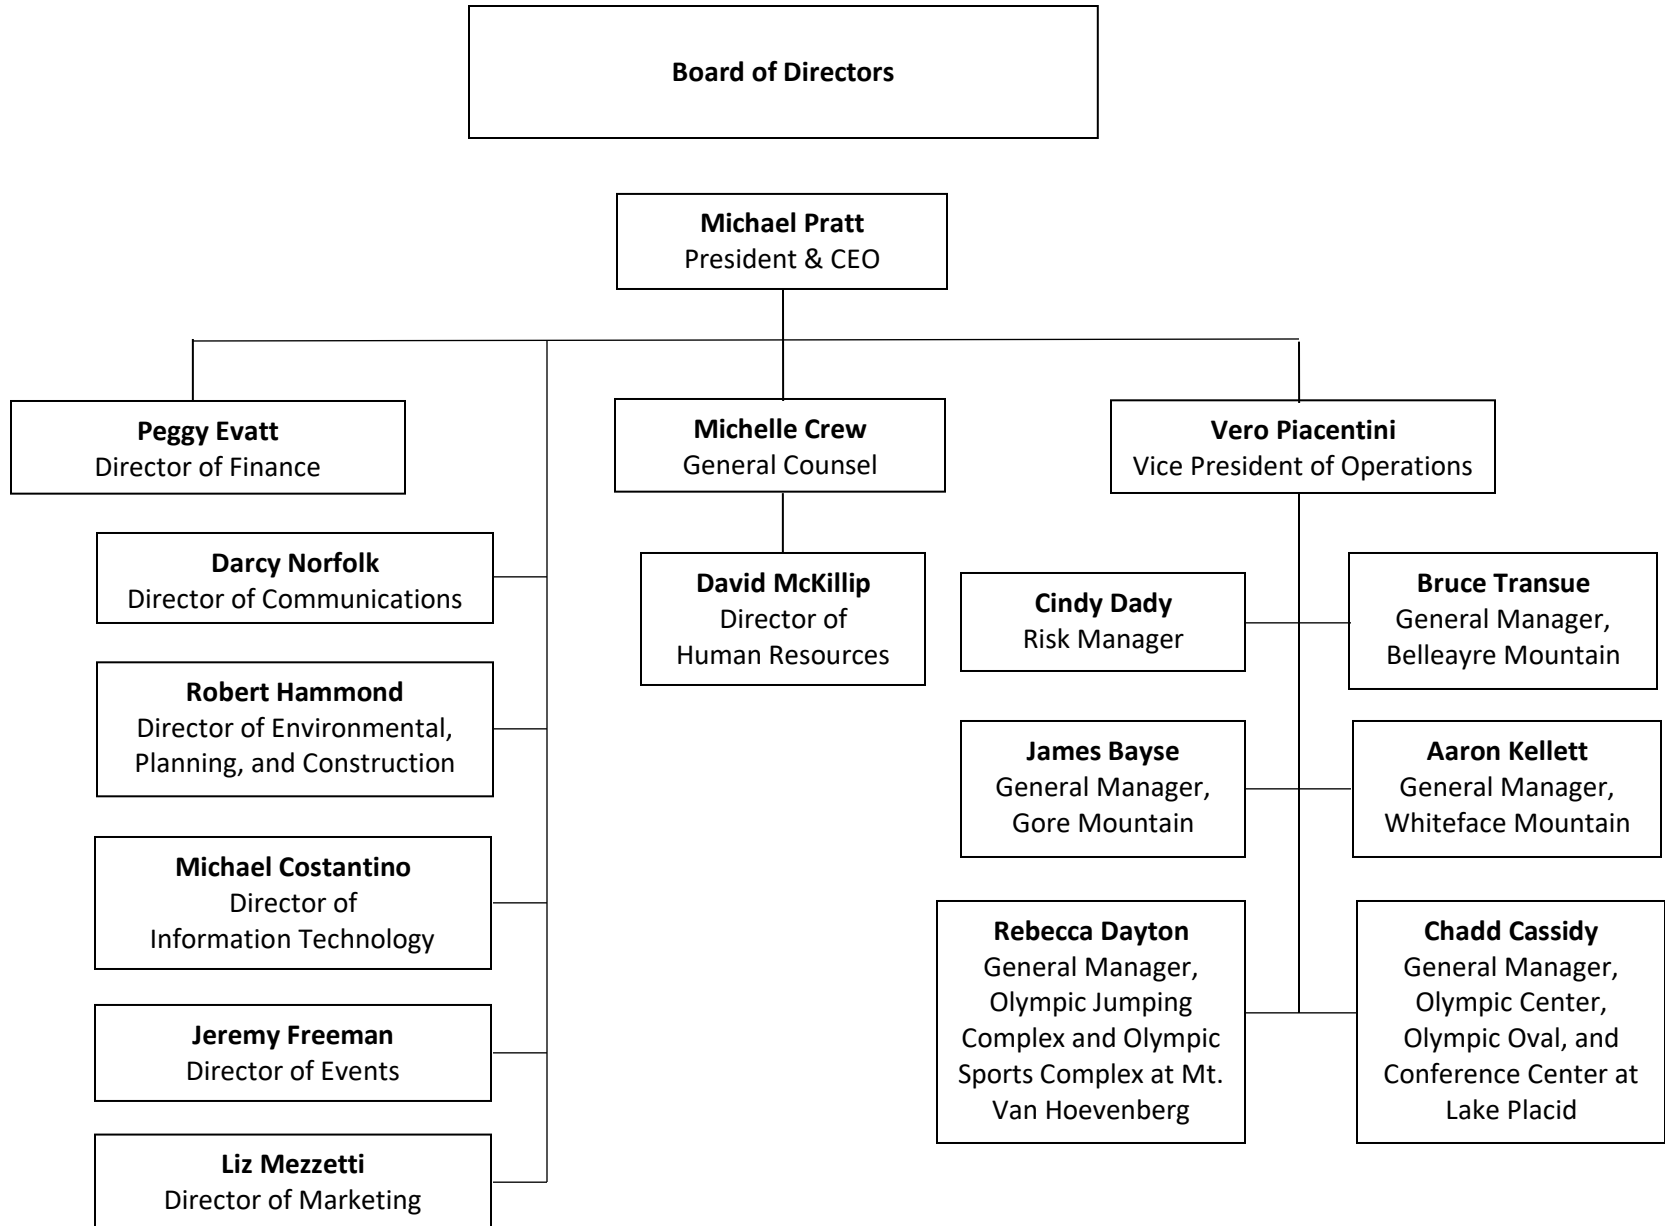 Board of Directors
Michael Pratt
President & CEO
Peggy Evatt
Director of Finance
Michelle Crew
General Counsel
Vero Piacentini
Vice President of Operations
Darcy Norfolk
Director of Communications
Robert Hammond
Director of Environmental,
Planning, and Construction
Michael Costantino
Director of
Information Technology
Jeremy Freeman
Director of Events
Liz Mezzetti
Director of Marketing
David McKillip
Director of
Human Resources
Cindy Dady
Risk Manager
Bruce Transue
General Manager,
Belleayre Mountain
James Bayse
General Manager,
Gore Mountain
Aaron Kellett
General Manager,
Whiteface Mountain
Rebecca Dayton
General Manager,
Olympic Jumping
Complex and Olympic
Sports Complex at Mt.
Van Hoevenberg
Chadd Cassidy
General Manager,
Olympic Center,
Olympic Oval, and
Conference Center at
Lake Placid